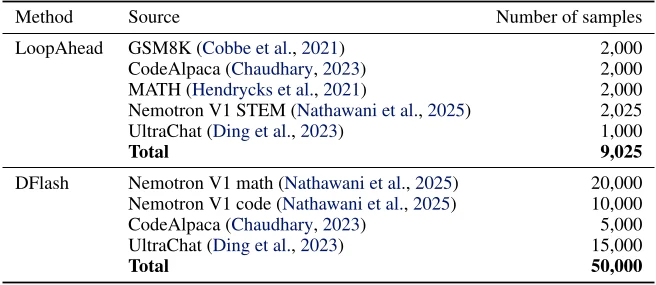 Method Source Number of samples
LoopAhead GSM8K (Cobbe et al., 2021) 2,000
CodeAlpaca (Chaudhary, 2023) 2,000
MATH (Hendrycks et al., 2021) 2,000
Nemotron V1 STEM (Nathawani et al., 2025) 2,025
UltraChat (Ding et al., 2023) 1,000
Total 9,025
DFlash Nemotron V1 math (Nathawani et al., 2025) 20,000
Nemotron V1 code (Nathawani et al., 2025) 10,000
CodeAlpaca (Chaudhary, 2023) 5,000
UltraChat (Ding et al., 2023) 15,000
Total 50,000